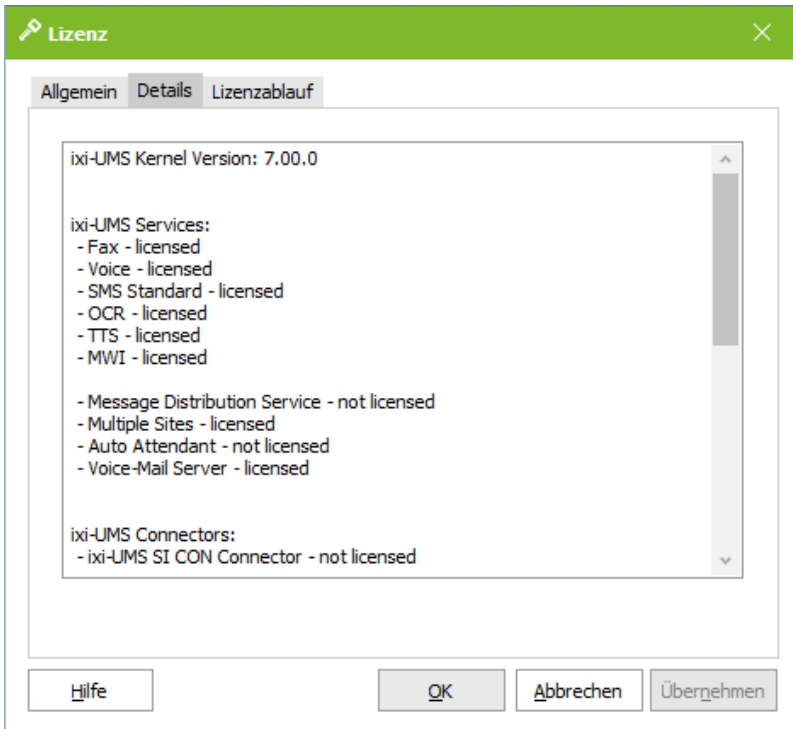 Lizenz
Allgemein Details Lizenzablauf
ixi-UMS Kernel Version: 7.00.0
ixi-UMS Services:
- Fax - licensed
- Voice - licensed
- SMS Standard - licensed
- OCR - licensed
- TTS - licensed
- MWI - licensed
- Message Distribution Service - not licensed
- Multiple Sites - licensed
- Auto Attendant - not licensed
- Voice-Mail Server - licensed
ixi-UMS Connectors:
- ixi-UMS SI CON Connector - not licensed
Hilfe OK Abbrechen Übernehmen